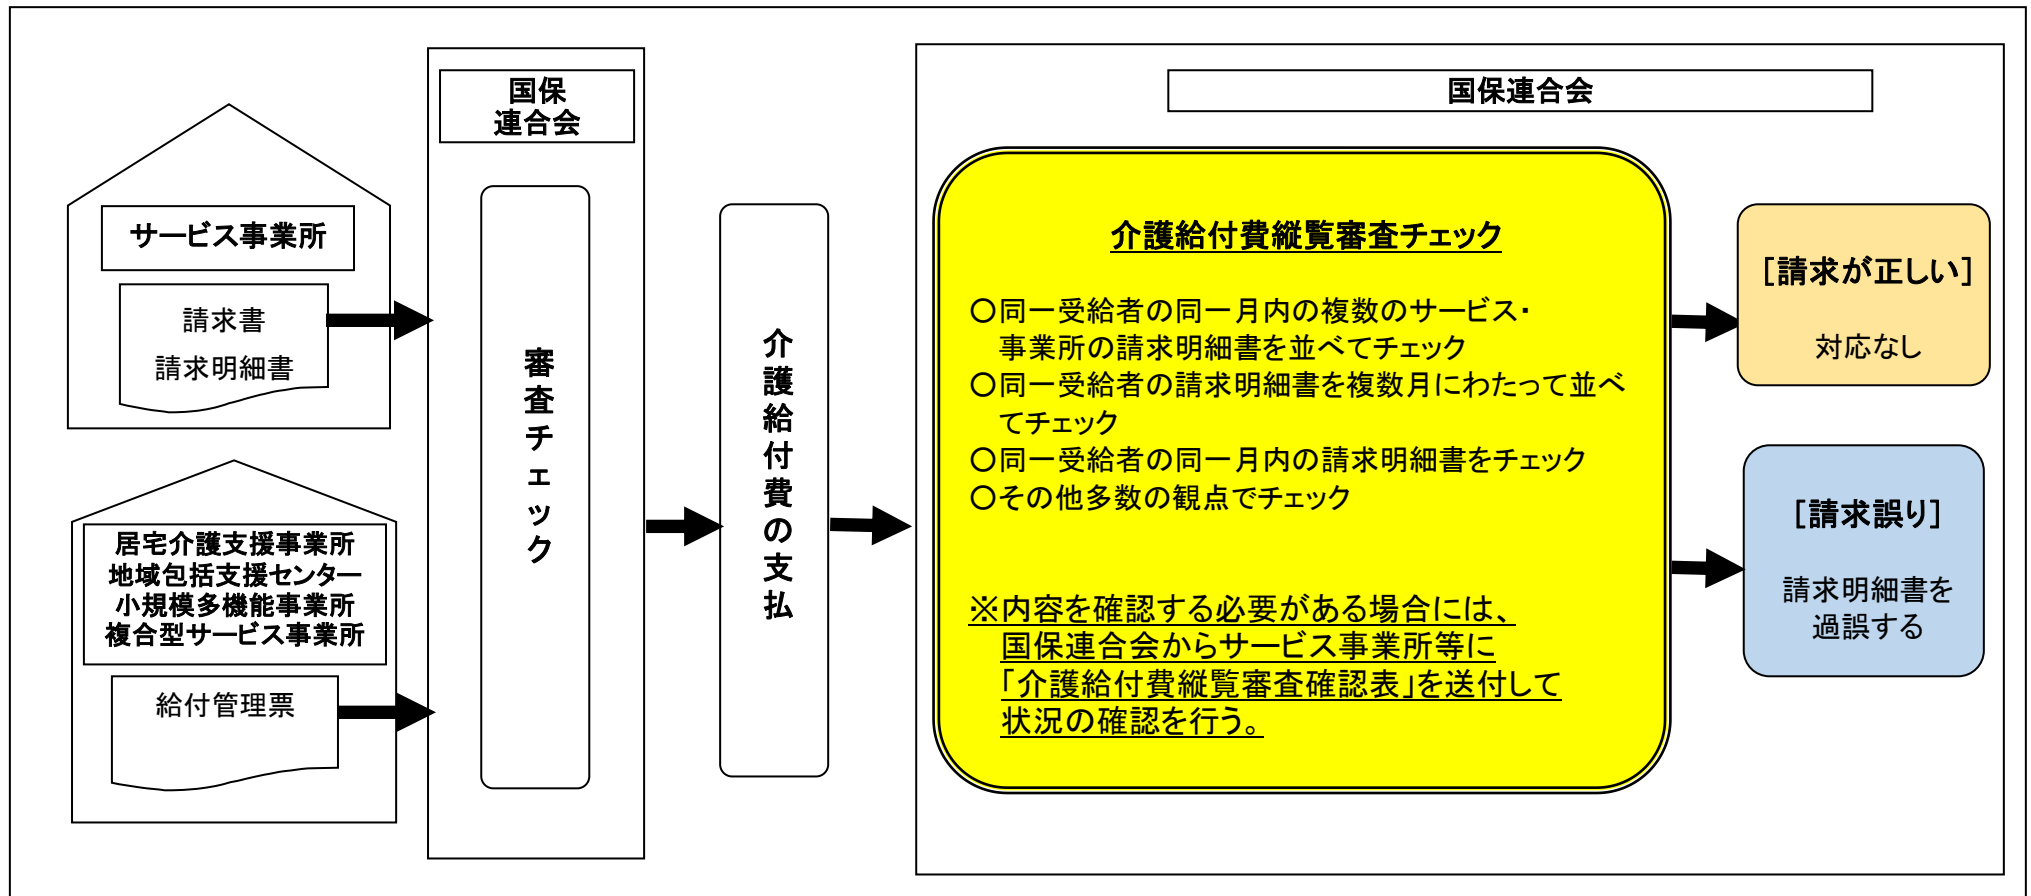 サービス事業所
請求書
請求明細書
居宅介護支援事業所
地域包括支援センター
小規模多機能事業所
複合型サービス事業所
給付管理票
国保
連合会
審査チェック
介護給付費の支払
国保連合会
介護給付費縦覧審査チェック
○同一受給者の同一月内の複数のサービス・
事業所の請求明細書を並べてチェック
○同一受給者の請求明細書を複数月にわたって並べ
てチェック
○同一受給者の同一月内の請求明細書をチェック
○その他多数の観点でチェック
※内容を確認する必要がある場合には、
国保連合会からサービス事業所等に
「介護給付費縦覧審査確認表」を送付して
状況の確認を行う。
[請求が正しい]
対応なし
[請求誤り]
請求明細書を
過誤する